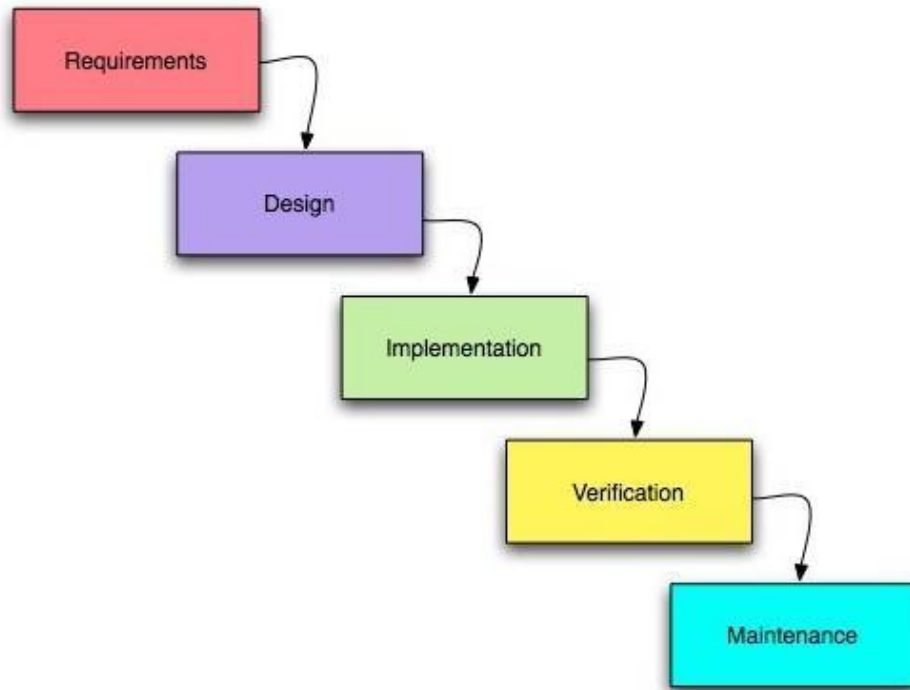 Requirements
Design
Implementation
Verification
Maintenance